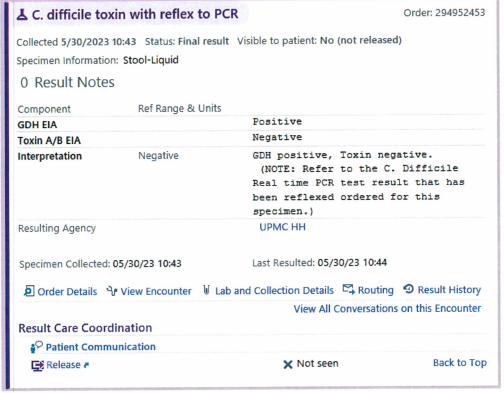 C. difficile toxin with reflex to PCR Order: 294952453
Collected 5/30/2023 10:43 Status: Final result Visible to patient: No (not released)
Specimen Information: Stool-Liquid
0 Result Notes
Component Ref Range & Units
GDH EIA Positive
Toxin A/B EIA Negative
Interpretation Negative GDH positive, Toxin negative.
(NOTE: Refer to the C. Difficile
Real time PCR test result that has
been reflexed ordered for this
specimen.)
Resulting Agency UPMC HH
Specimen Collected: 05/30/23 10:43 Last Resulted: 05/30/23 10:44
Order Details View Encounter Lab and Collection Details Routing Result History
View All Conversations on this Encounter
Result Care Coordination
Patient Communication
Release Not seen Back to Top